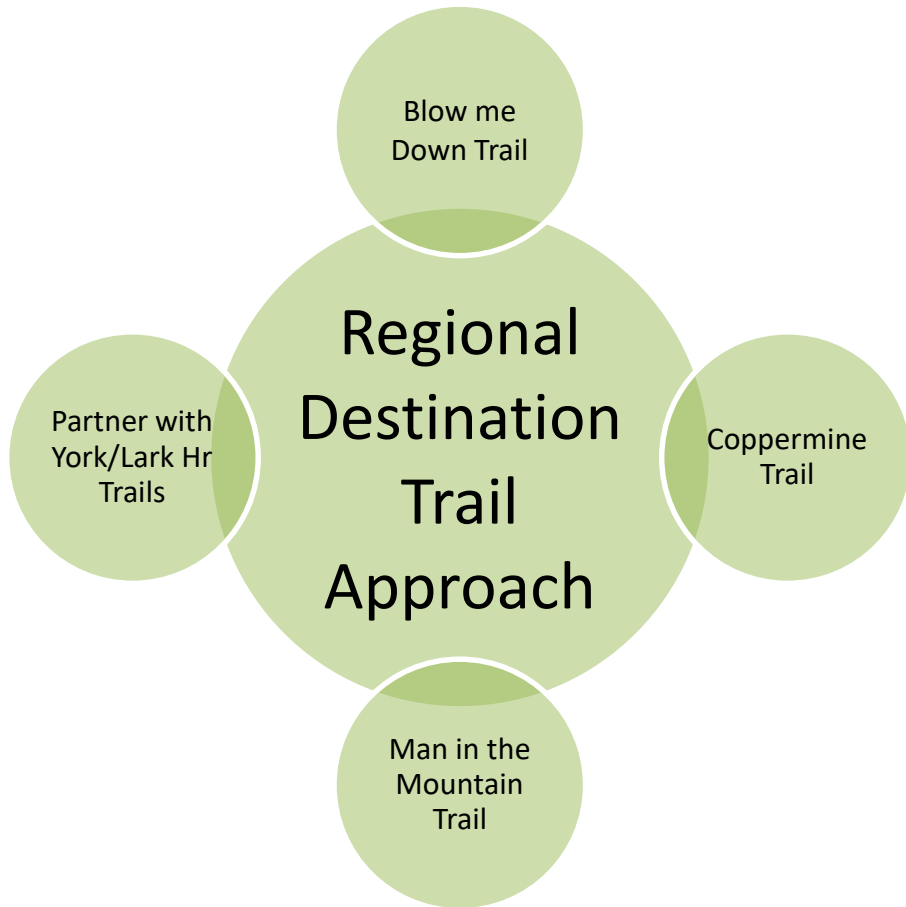 Blow me
Down Trail
Regional
Destination
Trail
Approach
Partner with
York/Lark Hr
Trails
Coppermine
Trail
Man in the
Mountain
Trail